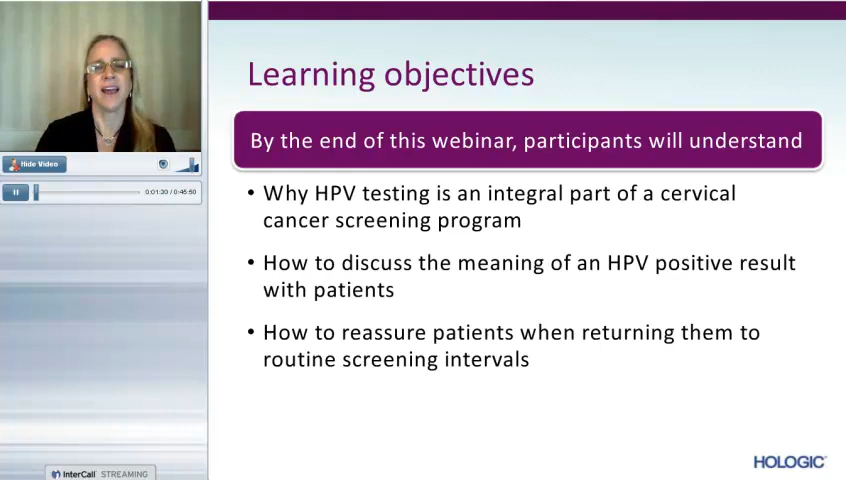 Learning objectives
By the end of this webinar, participants will understand
• Why HPV testing is an integral part of a cervical
cancer screening program
• How to discuss the meaning of an HPV positive result
with patients
• How to reassure patients when returning them to
routine screening intervals
Hide Video
0:01:30 / 0:45:50
InterCall STREAMING
HOLOGIC